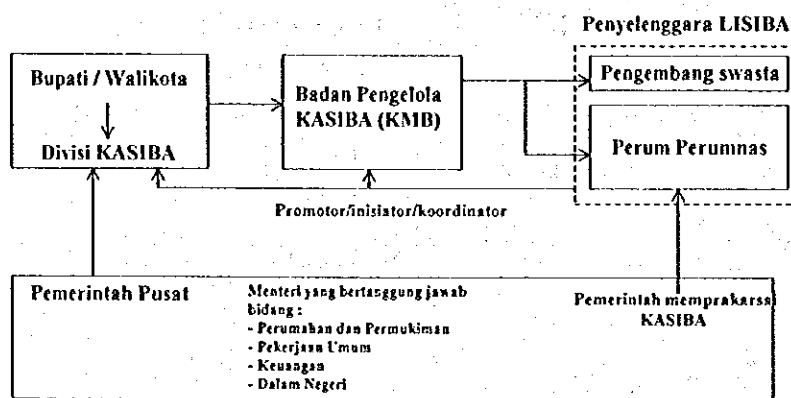 Penyelenggara LISIBA
Bupati / Walikota
Divisi KASIBA
Badan Pengelola
KASIBA (KMB)
Pengembang swasta
Perum Perumnas
Promotor/inisiator/koordinator
Pemerintah Pusat
Menteri yang bertanggung jawab
bidang :
- Perumahan dan Permukiman
- Pekerjaan Umum
- Keuangan
- Dalam Negeri
Pemerintah memprakarsa
KASIBA